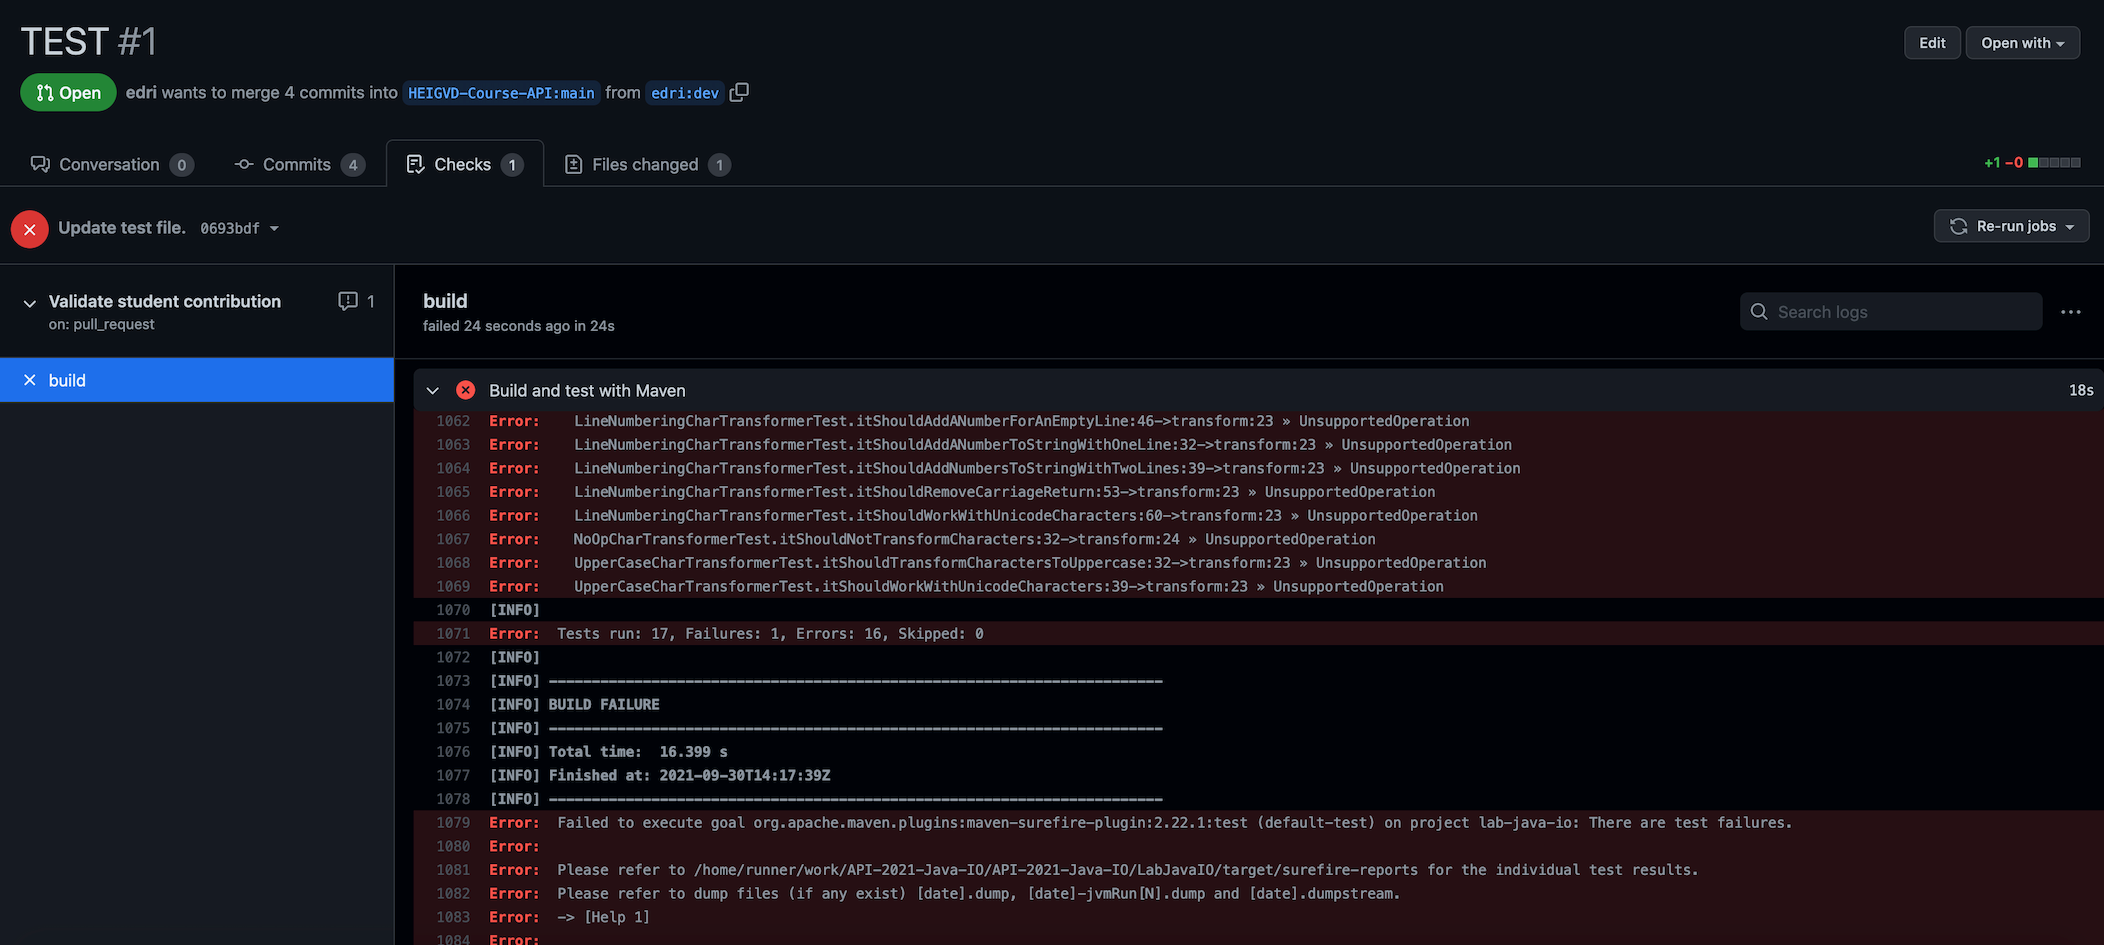 TEST #1
Edit
Open with
Open
edri wants to merge 4 commits into HEIGVD-Course-API:main from edri:dev
Conversation 0
Commits 4
Checks 1
Files changed 1
+1 −0
Update test file. 0693bdf
Re-run jobs
Validate student contribution 1
on: pull_request
build
build
failed 24 seconds ago in 24s
Search logs
Build and test with Maven 18s
1062 Error: LineNumberingCharTransformerTest.itShouldAddANumberForAnEmptyLine:46->transform:23 » UnsupportedOperation
1063 Error: LineNumberingCharTransformerTest.itShouldAddANumberToStringWithOneLine:32->transform:23 » UnsupportedOperation
1064 Error: LineNumberingCharTransformerTest.itShouldAddNumbersToStringWithTwoLines:39->transform:23 » UnsupportedOperation
1065 Error: LineNumberingCharTransformerTest.itShouldRemoveCarriageReturn:53->transform:23 » UnsupportedOperation
1066 Error: LineNumberingCharTransformerTest.itShouldWorkWithUnicodeCharacters:60->transform:23 » UnsupportedOperation
1067 Error: NoOpCharTransformerTest.itShouldNotTransformCharacters:32->transform:24 » UnsupportedOperation
1068 Error: UpperCaseCharTransformerTest.itShouldTransformCharactersToUppercase:32->transform:23 » UnsupportedOperation
1069 Error: UpperCaseCharTransformerTest.itShouldWorkWithUnicodeCharacters:39->transform:23 » UnsupportedOperation
1070 [INFO]
1071 Error: Tests run: 17, Failures: 1, Errors: 16, Skipped: 0
1072 [INFO]
1073 [INFO] ------------------------------------------------------------------------
1074 [INFO] BUILD FAILURE
1075 [INFO] ------------------------------------------------------------------------
1076 [INFO] Total time: 16.399 s
1077 [INFO] Finished at: 2021-09-30T14:17:39Z
1078 [INFO] ------------------------------------------------------------------------
1079 Error: Failed to execute goal org.apache.maven.plugins:maven-surefire-plugin:2.22.1:test (default-test) on project lab-java-io: There are test failures.
1080 Error:
1081 Error: Please refer to /home/runner/work/API-2021-Java-IO/API-2021-Java-IO/LabJavaIO/target/surefire-reports for the individual test results.
1082 Error: Please refer to dump files (if any exist) [date].dump, [date]-jvmRun[N].dump and [date].dumpstream.
1083 Error: -> [Help 1]
1084 Error: